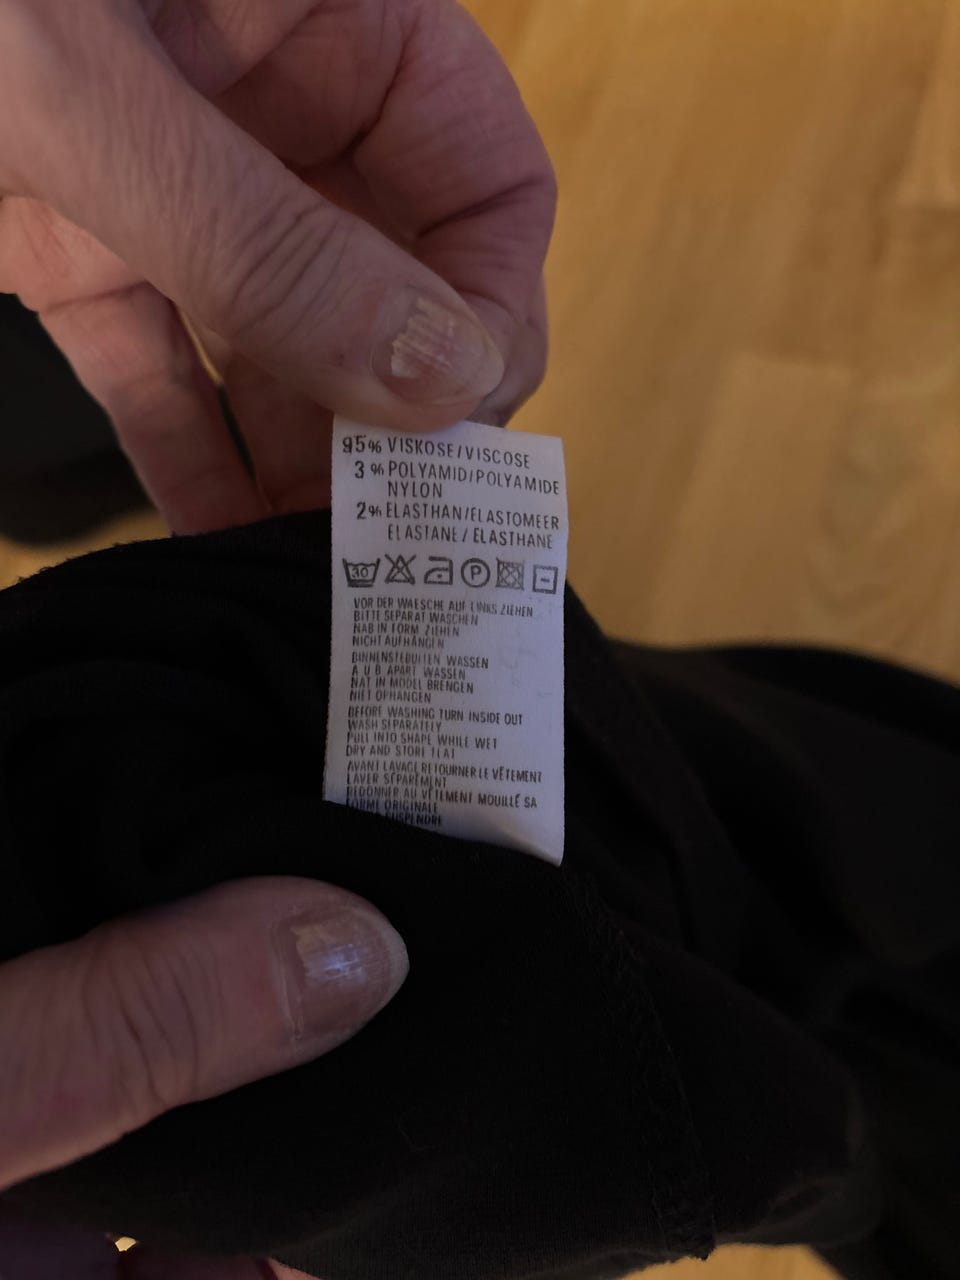 95% VISKOSE/VISCOSE
3% POLYAMID/POLYAMIDE
NYLON
2% ELASTHAN/ELASTOMEER
ELASTANE/ELASTHANE
30 P
VOR DER WAESCHE AUF LINKS ZIEHEN
BITTE SEPARAT WASCHEN
NAB IN FORM ZIEHEN
NICHT AUFHÄNGEN
BINNENSTEBUITEN WASSEN
A U B APART WASSEN
NAT IN MODEL BRENGEN
NIET OPHANGEN
BEFORE WASHING TURN INSIDE OUT
WASH SEPARATELY
PULL INTO SHAPE WHILE WET
DRY AND STORE FLAT
AVANT LAVAGE RETOURNER LE VÊTEMENT
LAVER SÉPARÉMENT
REDONNER AU VÊTEMENT MOUILLÉ SA
FORME ORIGINALE
SUSPENDRE